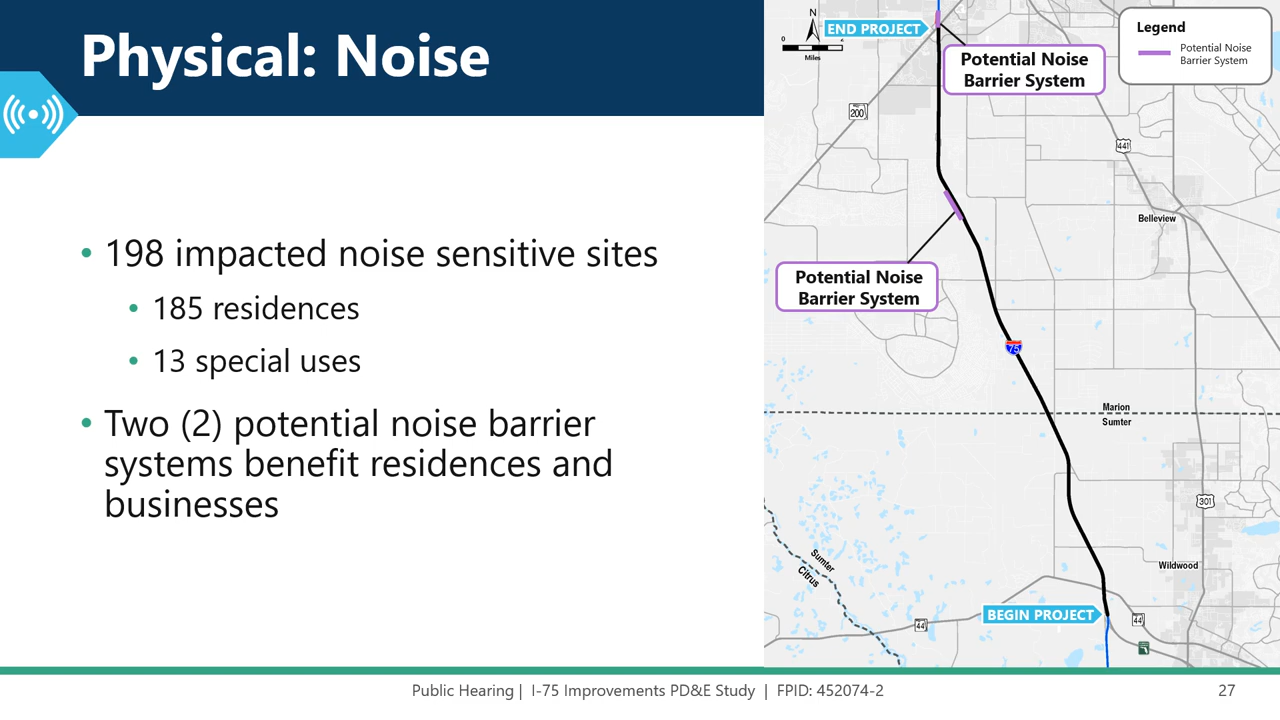 Physical: Noise
• 198 impacted noise sensitive sites
• 185 residences
• 13 special uses
• Two (2) potential noise barrier
systems benefit residences and
businesses
N
0
Miles
END PROJECT
Legend
Potential Noise
Barrier System
Potential Noise
Barrier System
200
441
Belleview
Potential Noise
Barrier System
75
Marion
Sumter
301
Wildwood
Sumter
Citrus
BEGIN PROJECT
44
44
Public Hearing | I-75 Improvements PD&E Study | FPID: 452074-2
27